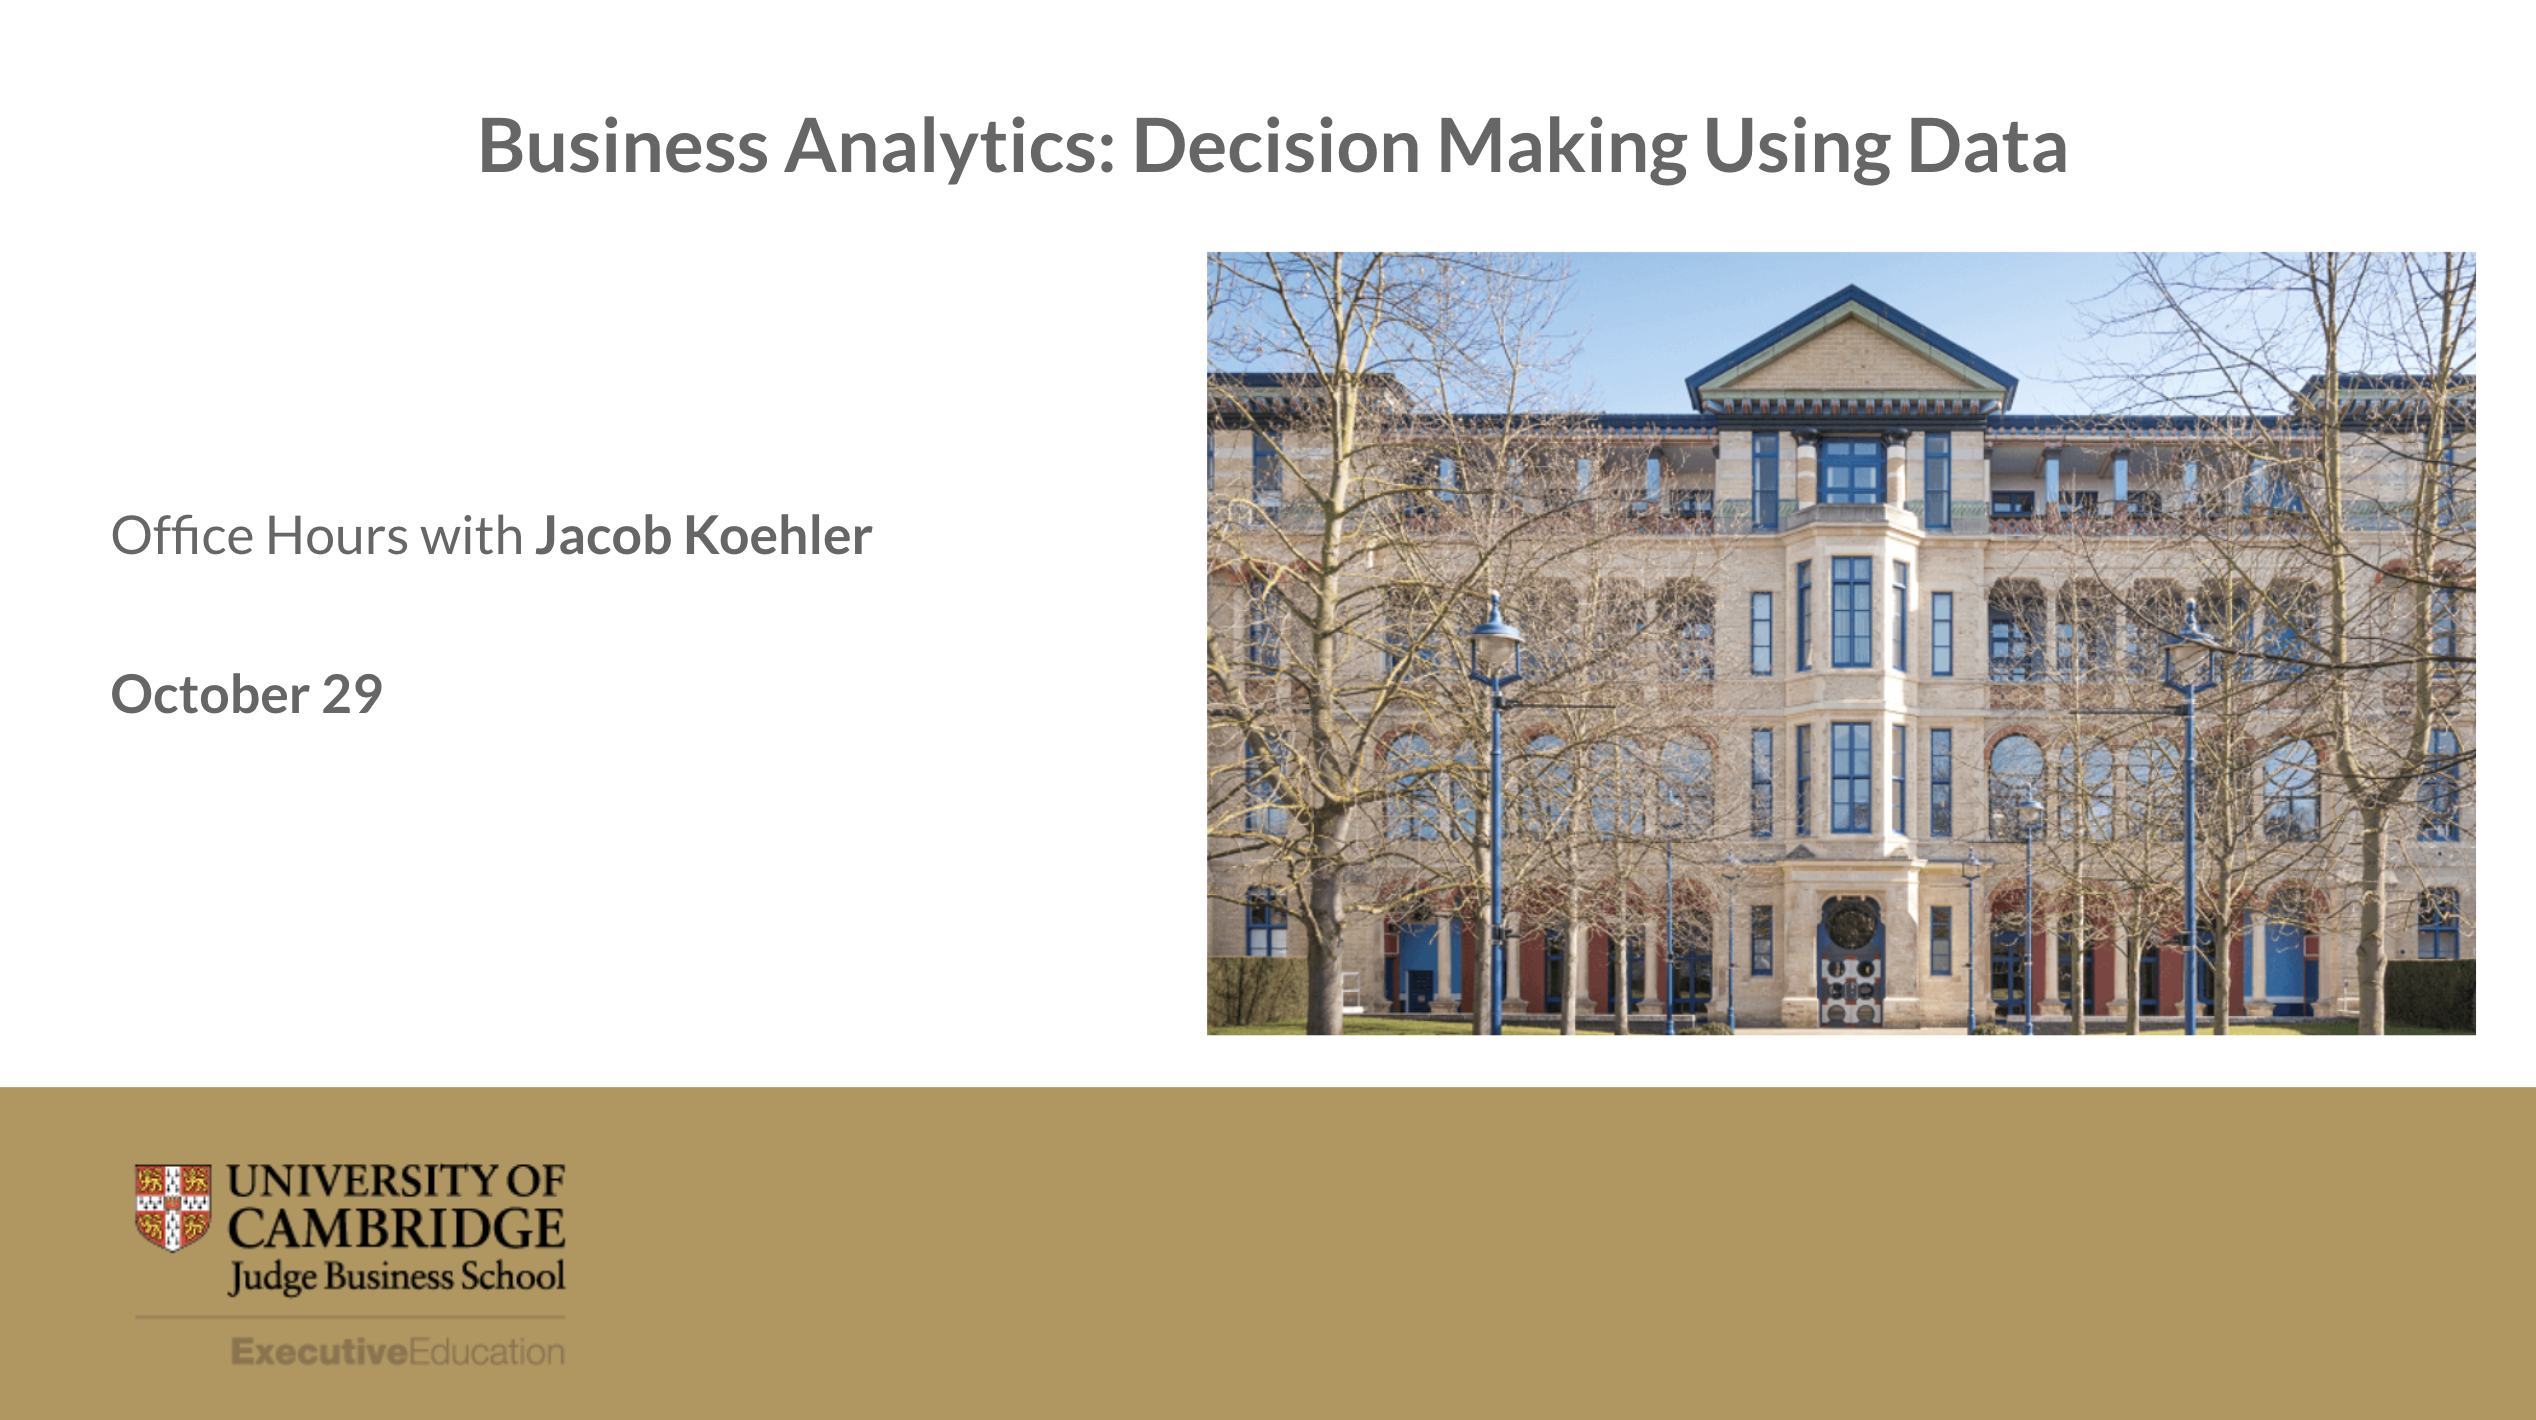 Business Analytics: Decision Making Using Data
Office Hours with Jacob Koehler
October 29
UNIVERSITY OF
CAMBRIDGE
Judge Business School
ExecutiveEducation